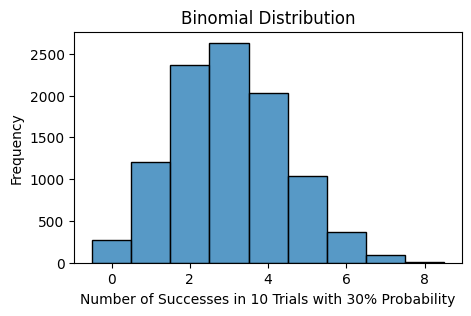 Binomial Distribution
Frequency
2500
2000
1500
1000
500
0
0 2 4 6 8
Number of Successes in 10 Trials with 30% Probability